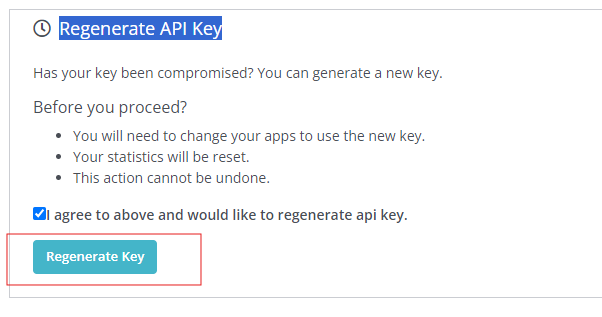 Regenerate API Key
Has your key been compromised? You can generate a new key.
Before you proceed?
You will need to change your apps to use the new key.
Your statistics will be reset.
This action cannot be undone.
I agree to above and would like to regenerate api key.
Regenerate Key